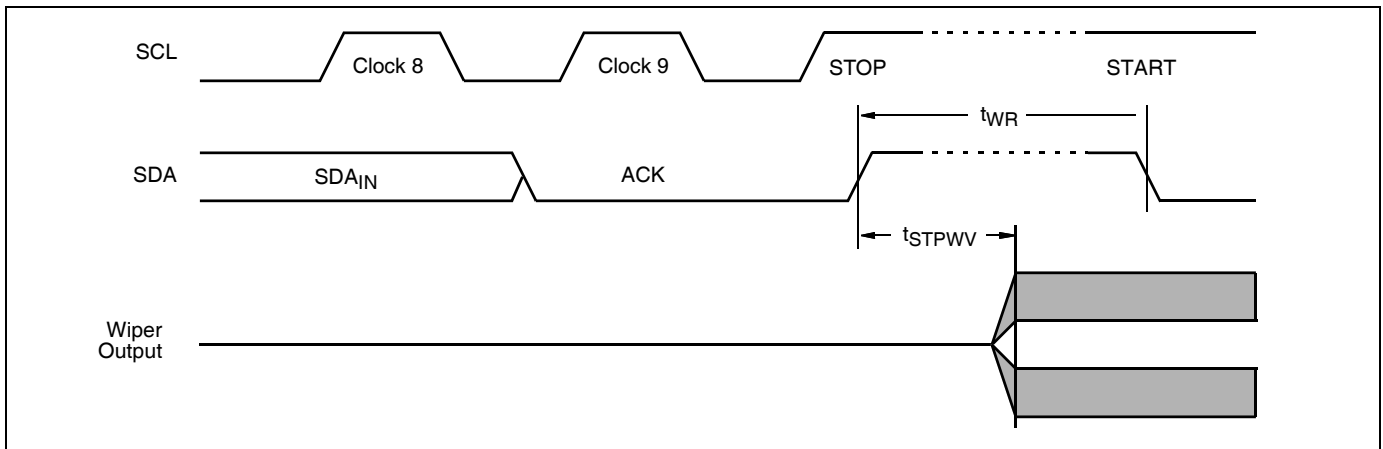 SCL
Clock 8
Clock 9
STOP
START
tWR
SDA
SDAIN
ACK
tSTPWV
Wiper
Output